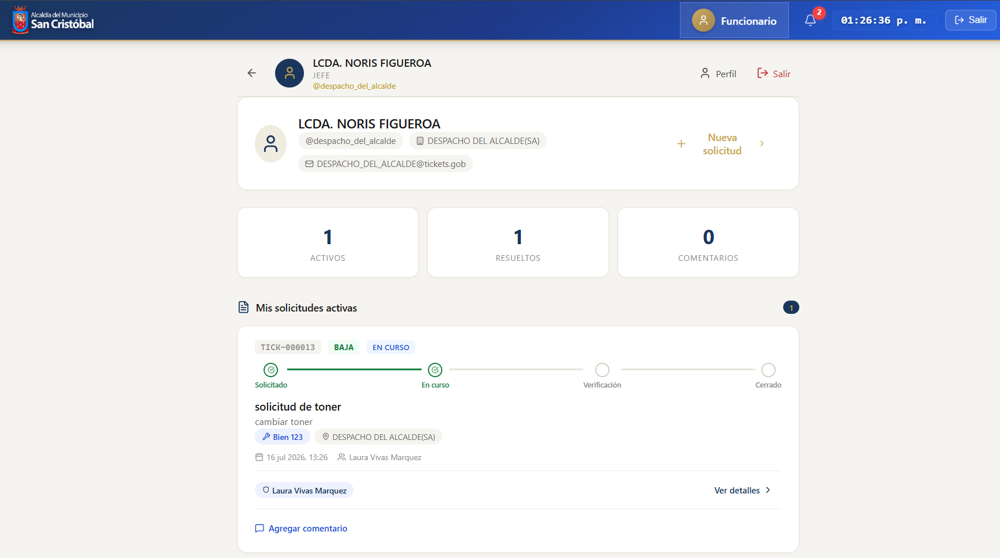 Alcaldía del Municipio
San Cristóbal
Funcionario
2
01:26:36 p. m.
Salir
LCDA. NORIS FIGUEROA
JEFE
@despacho_del_alcalde
Perfil
Salir
LCDA. NORIS FIGUEROA
@despacho_del_alcalde
DESPACHO DEL ALCALDE(SA)
DESPACHO_DEL_ALCALDE@tickets.gob
Nueva
solicitud
1
ACTIVOS
1
RESUELTOS
0
COMENTARIOS
Mis solicitudes activas
1
TICK-000013
BAJA
EN CURSO
Solicitado
En curso
Verificación
Cerrado
solicitud de toner
cambiar toner
Bien 123
DESPACHO DEL ALCALDE(SA)
16 jul 2026, 13:26
Laura Vivas Marquez
Laura Vivas Marquez
Ver detalles
Agregar comentario